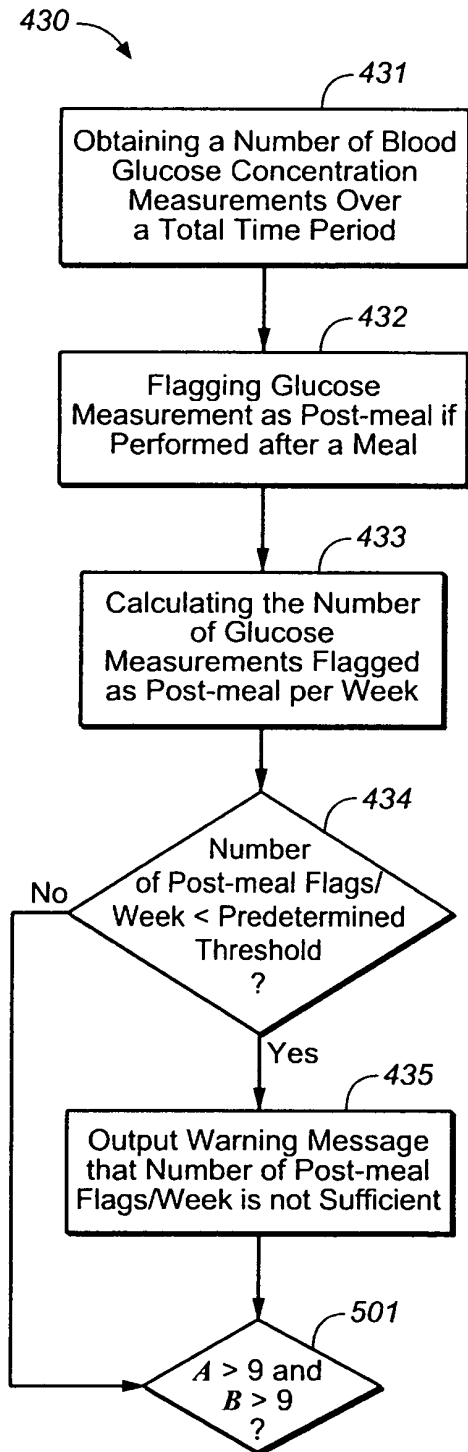 430
431
Obtaining a Number of Blood
Glucose Concentration
Measurements Over
a Total Time Period
432
Flagging Glucose
Measurement as Post-meal if
Performed after a Meal
433
Calculating the Number
of Glucose
Measurements Flagged
as Post-meal per Week
434
Number
of Post-meal Flags/
Week < Predetermined
Threshold
?
No
Yes
435
Output Warning Message
that Number of Post-meal
Flags/Week is not Sufficient
501
A > 9 and
B > 9
?